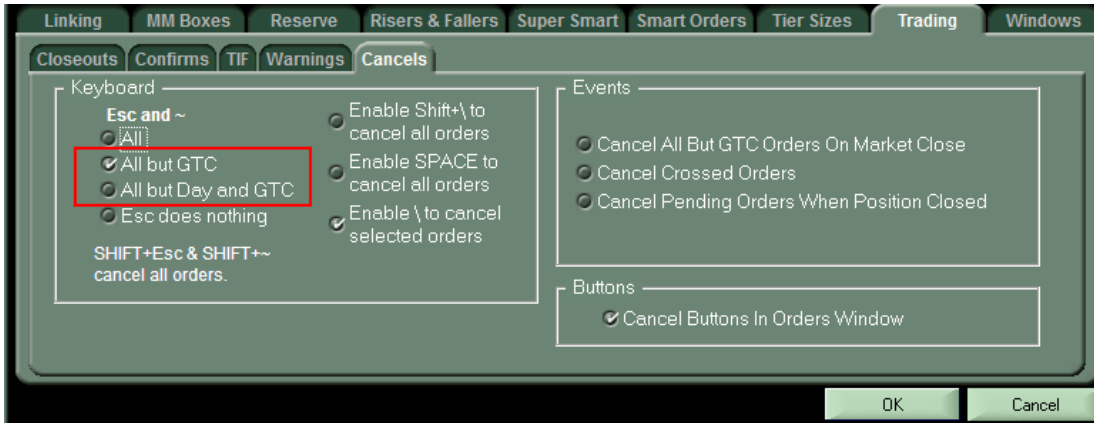 Linking MM Boxes Reserve Risers & Fallers Super Smart Smart Orders Tier Sizes Trading Windows
Closeouts Confirms TIF Warnings Cancels
Keyboard
Esc and ~
All
All but GTC
All but Day and GTC
Esc does nothing
SHIFT+Esc & SHIFT+~
cancel all orders.
Enable Shift+\ to
cancel all orders
Enable SPACE to
cancel all orders
Enable \ to cancel
selected orders
Events
Cancel All But GTC Orders On Market Close
Cancel Crossed Orders
Cancel Pending Orders When Position Closed
Buttons
Cancel Buttons In Orders Window
OK Cancel